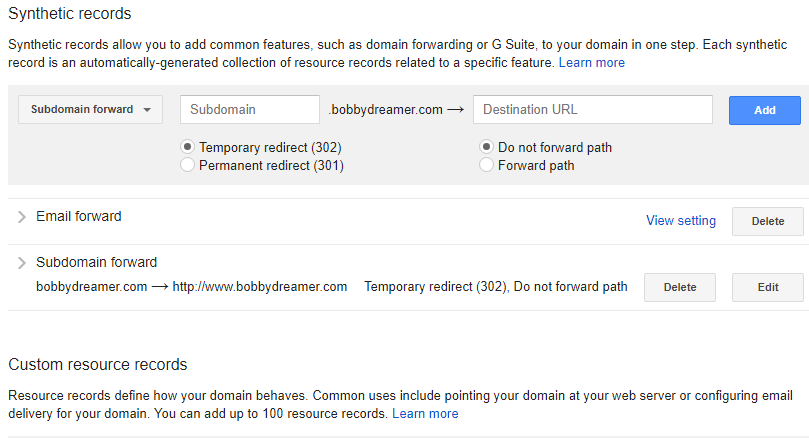 Synthetic records
Synthetic records allow you to add common features, such as domain forwarding or G Suite, to your domain in one step. Each synthetic
record is an automatically-generated collection of resource records related to a specific feature. Learn more
Subdomain forward Subdomain .bobbydreamer.com → Destination URL Add
Temporary redirect (302) Do not forward path
Permanent redirect (301) Forward path
Email forward View setting Delete
Subdomain forward
bobbydreamer.com → http://www.bobbydreamer.com Temporary redirect (302), Do not forward path Delete Edit
Custom resource records
Resource records define how your domain behaves. Common uses include pointing your domain at your web server or configuring email
delivery for your domain. You can add up to 100 resource records. Learn more